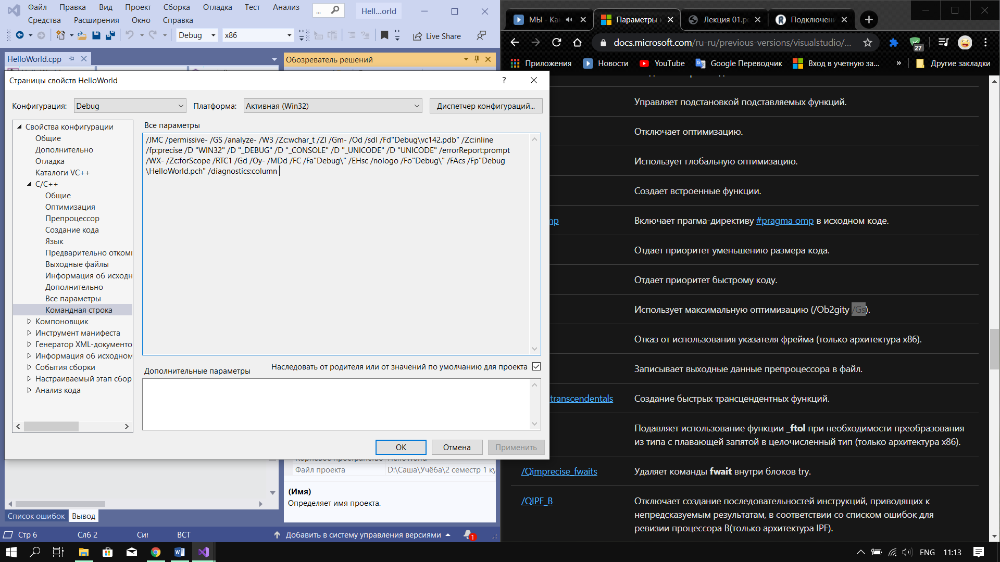 Файл Правка Вид Проект Сборка Отладка Тест Анализ ... Hell...orld
Средства Расширения Окно Справка
Debug x86 Live Share
HelloWorld.cpp
Обозреватель решений
Страницы свойств HelloWorld ?
Конфигурация: Debug Платформа: Активная (Win32) Диспетчер конфигураций...
Свойства конфигурации
Общие
Дополнительно
Отладка
Каталоги VC++
C/C++
Общие
Оптимизация
Препроцессор
Создание кода
Язык
Предварительно откомп
Выходные файлы
Информация об исходн
Дополнительно
Все параметры
Командная строка
Компоновщик
Инструмент манифеста
Генератор XML-документо
Информация об исходном
События сборки
Настраиваемый этап сбор
Анализ кода
Все параметры
/JMC /permissive- /GS /analyze- /W3 /Zc:wchar_t /ZI /Gm- /Od /sdl /Fd"Debug\vc142.pdb" /Zc:inline
/fp:precise /D "WIN32" /D "_DEBUG" /D "_CONSOLE" /D "_UNICODE" /D "UNICODE" /errorReport:prompt
/WX- /Zc:forScope /RTC1 /Gd /Oy- /MDd /FC /Fa"Debug\" /EHsc /nologo /Fo"Debug\" /FAcs /Fp"Debug
\HelloWorld.pch" /diagnostics:column
Дополнительные параметры
Наследовать от родителя или от значений по умолчанию для проекта
OK Отмена Применить
Файл проекта D:\Саша\Учёба\2 семестр 1 ку
(Имя)
Определяет имя проекта.
Список ошибок Вывод
Стр 6 Слб 2 ВСТ Добавить в систему управления версиями 1
МЫ - Ка Параметры к Лекция 01.pd Подключени
docs.microsoft.com/ru-ru/previous-versions/visualstudio/... 27
Приложения Новости YouTube Google Переводчик Вход в учетную за... » Другие закладки
Управляет подстановкой подставляемых функций.
Отключает оптимизацию.
Использует глобальную оптимизацию.
Создает встроенные функции.
mp Включает прагма-директиву #pragma omp в исходном коде.
Отдает приоритет уменьшению размера кода.
Отдает приоритет быстрому коду.
Использует максимальную оптимизацию (/Ob2gity /Gs).
Отказ от использования указателя фрейма (только архитектура x86).
Записывает выходные данные препроцессора в файл.
transcendentals Создание быстрых трансцендентных функций.
Подавляет использование функции _ftol при необходимости преобразования
из типа с плавающей запятой в целочисленный тип (только архитектура x86).
/Qimprecise_fwaits Удаляет команды fwait внутри блоков try.
/QIPF_B Отключает создание последовательностей инструкций, приводящих к
непредсказуемым результатам, в соответствии со списком ошибок для
ревизии процессора B(только архитектура IPF).
ENG 11:13